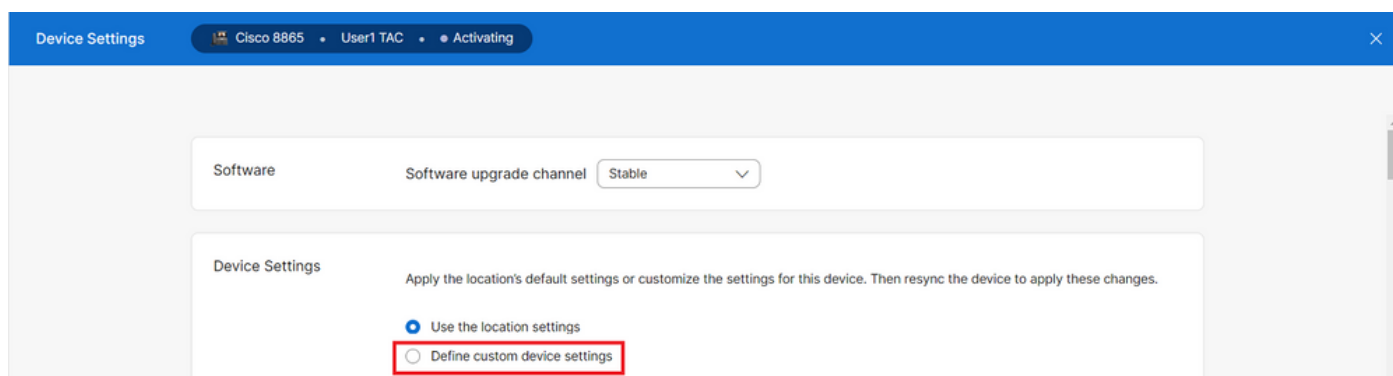 Device Settings
Cisco 8865 • User1 TAC • Activating
Software
Software upgrade channel
Stable
Device Settings
Apply the location's default settings or customize the settings for this device. Then resync the device to apply these changes.
Use the location settings
Define custom device settings